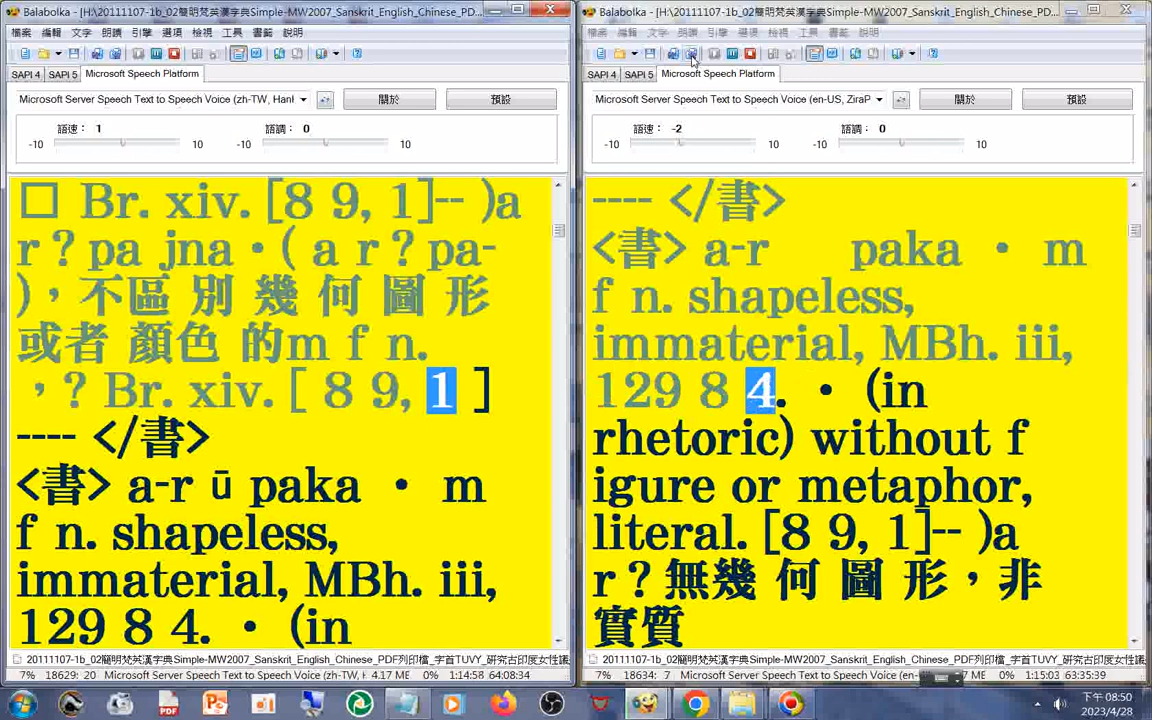 Balabolka - [H:\20111107-1b_02簡明梵英漢字典Simple-MW2007_Sanskrit_English_Chinese_PD...
檔案 編輯 文字 朗讀 引擎 選項 檢視 工具 書籤 說明
SAPI 4 SAPI 5 Microsoft Speech Platform
Microsoft Server Speech Text to Speech Voice (zh-TW, Hanl 關於 預設
語速： 1 語調： 0
-10 10 -10 10
□ Br. xiv. [8 9, 1]-- )a
r？pa jna •( a r？pa-
)，不區 別 幾 何 圖 形
或者 顏色 的m f n.
，? Br. xiv. [ 8 9, 1 ]
---- </書>
<書> a-r ū paka • m
f n. shapeless,
immaterial, MBh. iii,
129 8 4. • (in
20111107-1b_02簡明梵英漢字典Simple-MW2007_Sanskrit_English_Chinese_PDF列印檔_字首TUVY_研究古印度女性議
7% 18629: 20 Microsoft Server Speech Text to Speech Voice (zh-TW, H 4.17 ME 0% 1:14:58 64:08:34
Balabolka - [H:\20111107-1b_02簡明梵英漢字典Simple-MW2007_Sanskrit_English_Chinese_PD...
檔案 編輯 文字 朗讀 引擎 選項 檢視 工具 書籤 說明
SAPI 4 SAPI 5 Microsoft Speech Platform
Microsoft Server Speech Text to Speech Voice (en-US, ZiraP 關於 預設
語速： -2 語調： 0
-10 10 -10 10
---- </書>
<書> a-r paka • m
f n. shapeless,
immaterial, MBh. iii,
129 8 4. • (in
rhetoric) without f
igure or metaphor,
literal. [8 9, 1]-- )a
r？無幾 何 圖 形，非
實質
20111107-1b_02簡明梵英漢字典Simple-MW2007_Sanskrit_English_Chinese_PDF列印檔_字首TUVY_研究古印度女性議
7% 18634: 7 Microsoft Server Speech Text to Speech Voice 0% 1:15:03 63:35:39
下午 08:50
2023/4/28